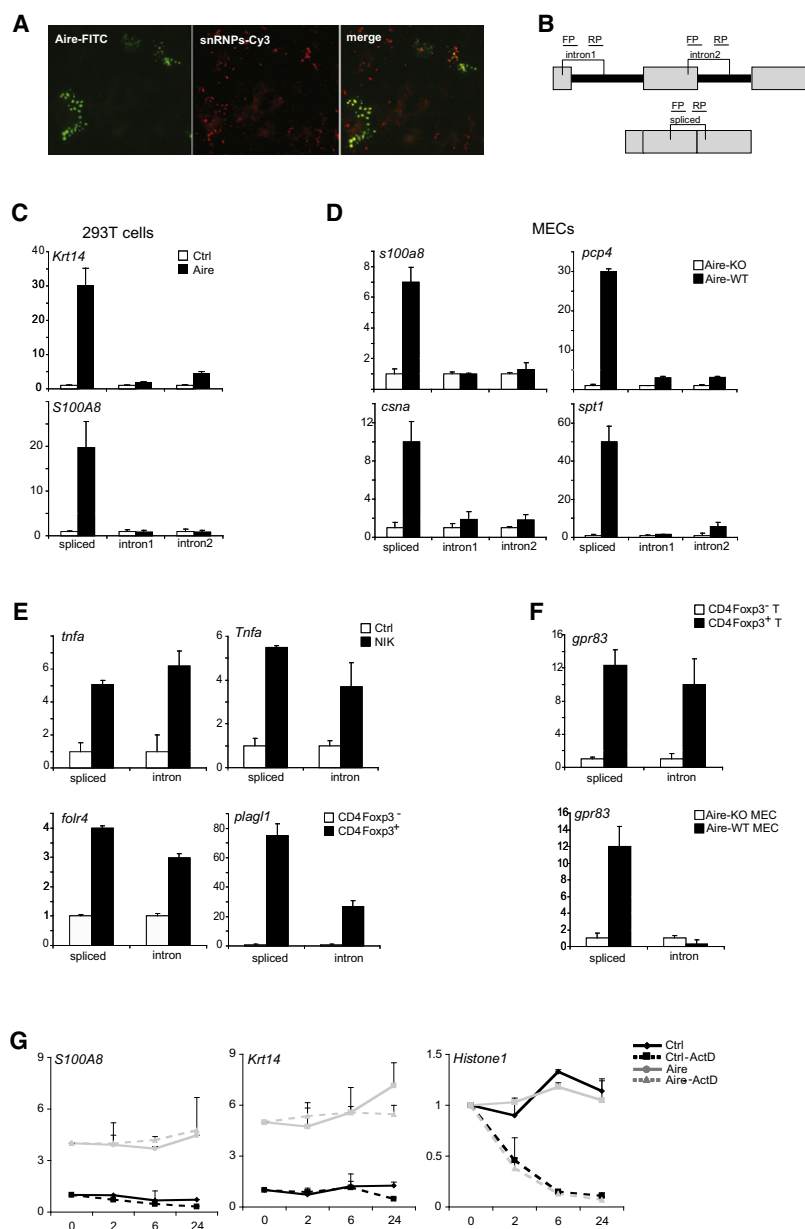 A
Aire-FITC
snRNPs-Cy3
merge
B
FP RP
intron1
FP RP
intron2
FP RP
spliced
C
293T cells
Krt14
Ctrl
Aire
40
30
20
10
0
S100A8
20
10
0
spliced intron1 intron2
D
MECs
s100a8
8
6
4
2
0
pcp4
Aire-KO
Aire-WT
30
20
10
0
csna
12
8
4
0
spliced intron1 intron2
spt1
60
40
20
0
spliced intron1 intron2
E
tnfa
8
6
4
2
0
spliced intron
Tnfa
Ctrl
NIK
6
4
2
0
spliced intron
folr4
4
3
2
1
0
spliced intron
plagl1
CD4Foxp3-
CD4Foxp3+
80
60
40
20
0
spliced intron
F
CD4Foxp3- T
CD4Foxp3+ T
gpr83
16
12
8
4
0
spliced intron
gpr83
Aire-KO MEC
Aire-WT MEC
12
10
8
6
4
2
0
spliced intron
G
S100A8
9
6
3
0
0 2 6 24
Krt14
9
6
3
0
0 2 6 24
Histone1
1.5
1
0.5
0
0 2 6 24
Ctrl
Ctrl-ActD
Aire
Aire-ActD